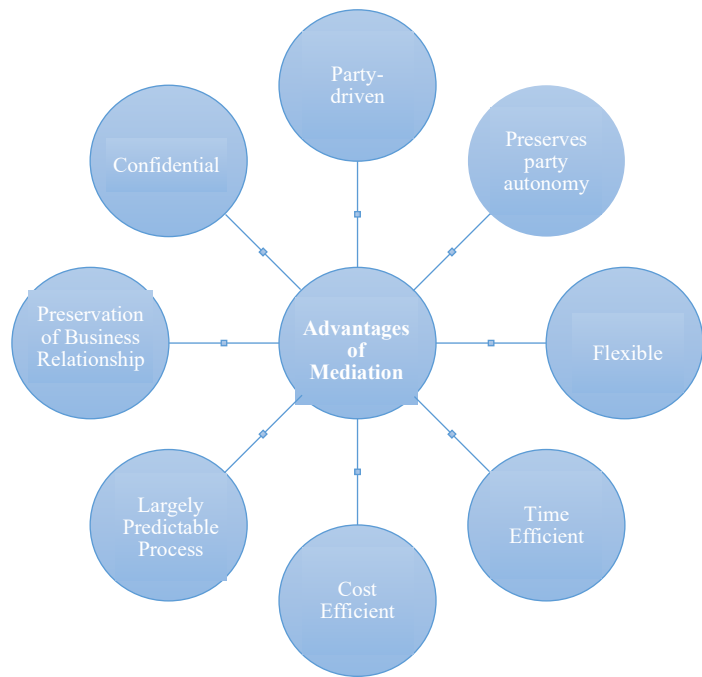 Party-
driven
Preserves
party
autonomy
Flexible
Time
Efficient
Cost
Efficient
Largely
Predictable
Process
Preservation
of Business
Relationship
Confidential
Advantages
of
Mediation